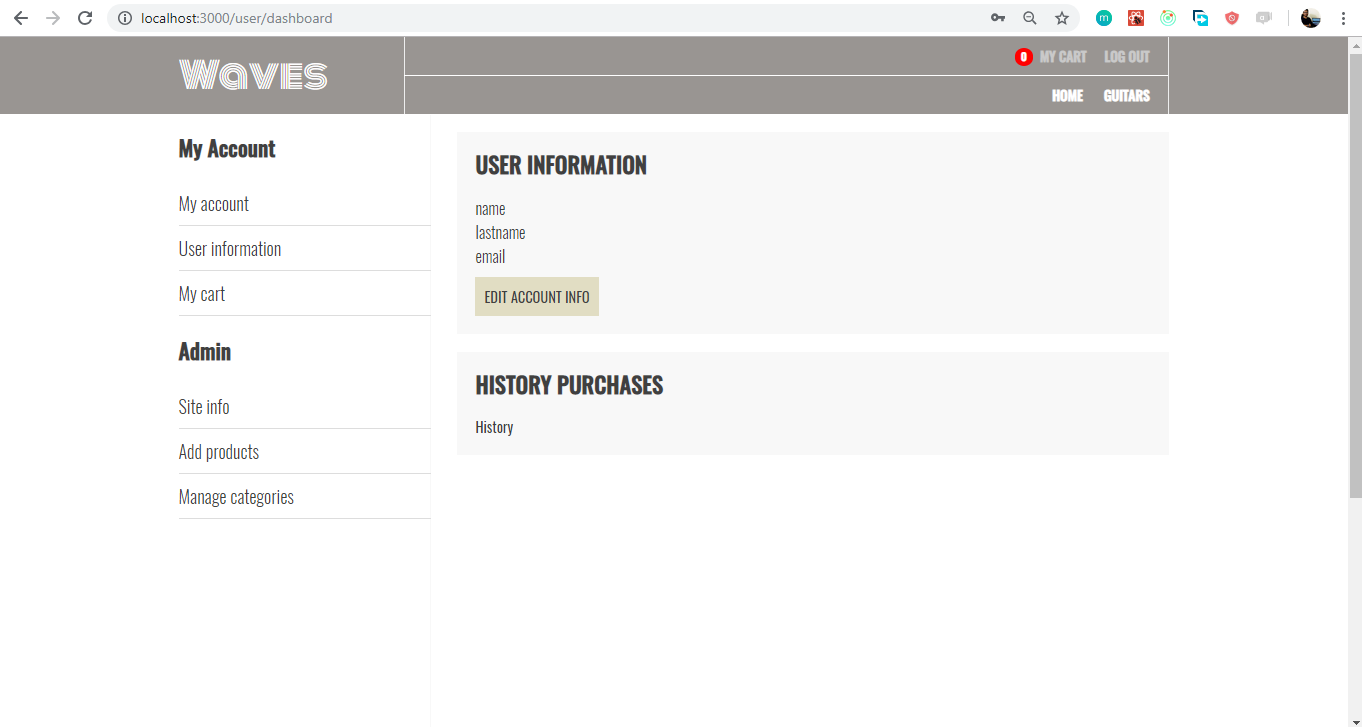 localhost:3000/user/dashboard
Waves
0 MY CART LOG OUT
HOME GUITARS
My Account
My account
User information
My cart
Admin
Site info
Add products
Manage categories
USER INFORMATION
name
lastname
email
EDIT ACCOUNT INFO
HISTORY PURCHASES
History